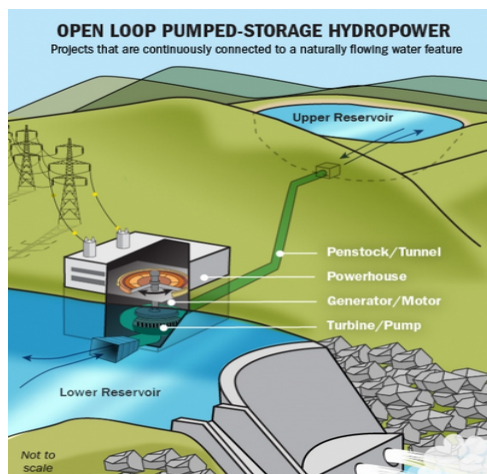 OPEN LOOP PUMPED-STORAGE HYDROPOWER
Projects that are continuously connected to a naturally flowing water feature
Upper Reservoir
Penstock/Tunnel
Powerhouse
Generator/Motor
Turbine/Pump
Lower Reservoir
Not to
scale